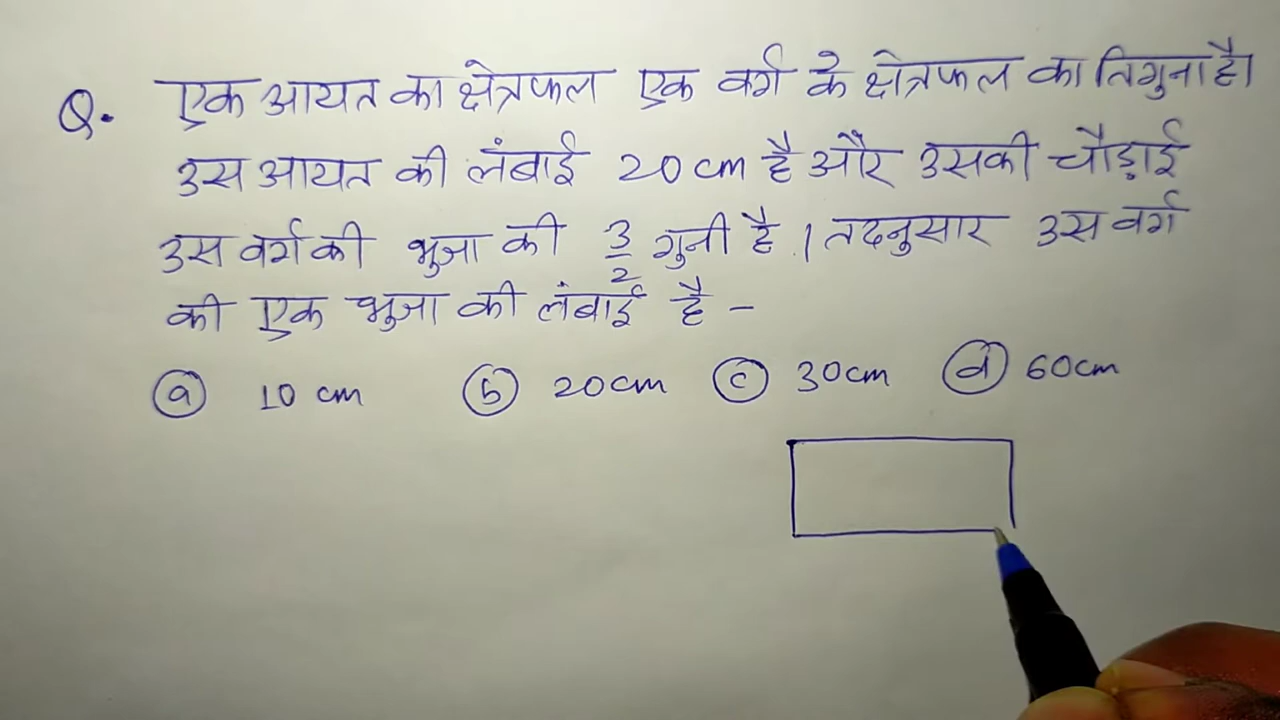 Q. एक आयत का क्षेत्रफल एक वर्ग के क्षेत्रफल का तिगुना है।
उस आयत की लंबाई 20 cm है और उसकी चौड़ाई
उस वर्ग की भुजा की 3/2 गुनी है। तदनुसार उस वर्ग
की एक भुजा की लंबाई है -
(a) 10 cm (b) 20cm (c) 30cm (d) 60cm